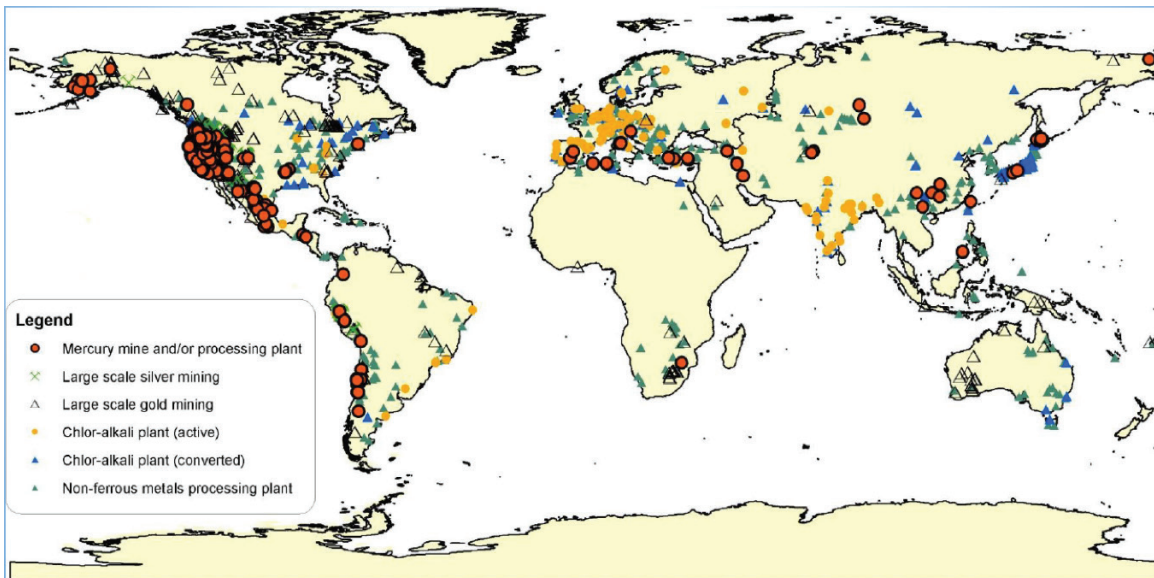 Legend
Mercury mine and/or processing plant
Large scale silver mining
Large scale gold mining
Chlor-alkali plant (active)
Chlor-alkali plant (converted)
Non-ferrous metals processing plant